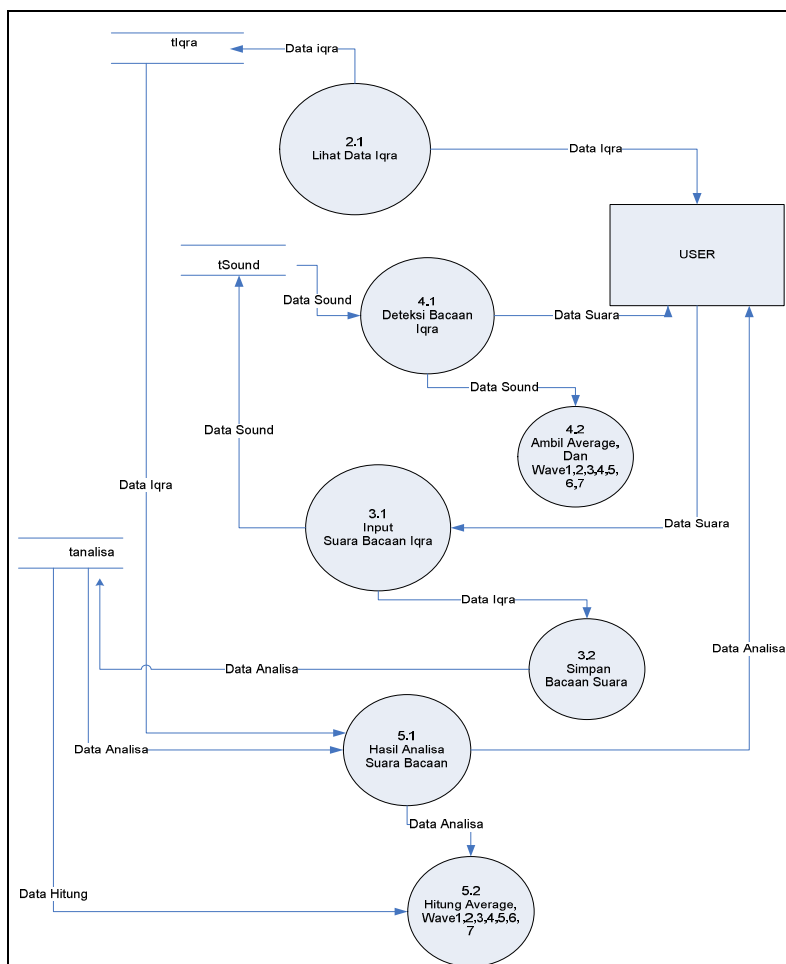 tIqra
Data iqra
2.1
Lihat Data Iqra
Data Iqra
USER
tSound
Data Sound
4.1
Deteksi Bacaan
Iqra
Data Suara
Data Sound
4.2
Ambil Average,
Dan
Wave1,2,3,4,5,
6,7
Data Sound
Data Iqra
3.1
Input
Suara Bacaan Iqra
Data Suara
tanalisa
Data Iqra
3.2
Simpan
Bacaan Suara
Data Analisa
Data Analisa
5.1
Hasil Analisa
Suara Bacaan
Data Analisa
Data Analisa
5.2
Hitung Average,
Wave1,2,3,4,5,6,
7
Data Hitung